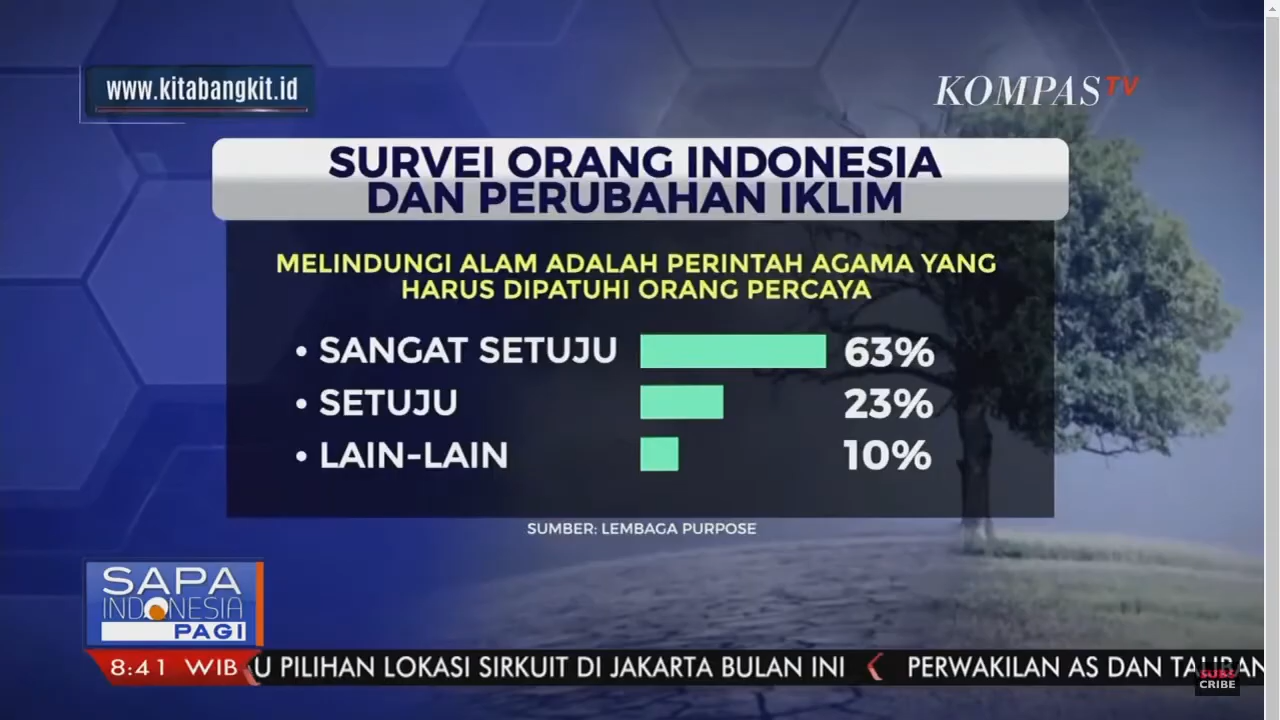 www.kitabangkit.id
KOMPAS TV
SURVEI ORANG INDONESIA
DAN PERUBAHAN IKLIM
MELINDUNGI ALAM ADALAH PERINTAH AGAMA YANG
HARUS DIPATUHI ORANG PERCAYA
• SANGAT SETUJU 63%
• SETUJU 23%
• LAIN-LAIN 10%
SUMBER: LEMBAGA PURPOSE
SAPA
INDONESIA
PAGI
8:41 WIB U PILIHAN LOKASI SIRKUIT DI JAKARTA BULAN INI PERWAKILAN AS DAN TALIBAN
SUBS
CRIBE